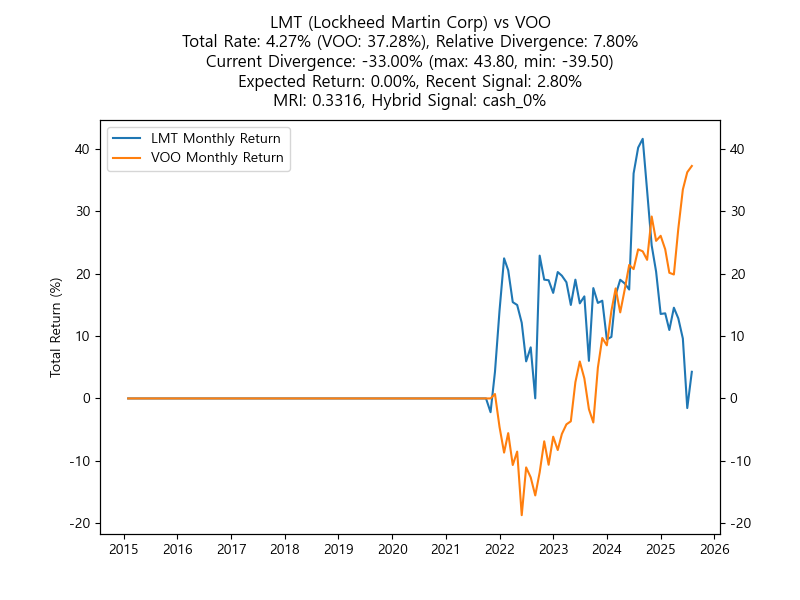 LMT (Lockheed Martin Corp) vs VOO
Total Rate: 4.27% (VOO: 37.28%), Relative Divergence: 7.80%
Current Divergence: -33.00% (max: 43.80, min: -39.50)
Expected Return: 0.00%, Recent Signal: 2.80%
MRI: 0.3316, Hybrid Signal: cash_0%
LMT Monthly Return
VOO Monthly Return
Total Return (%)
40
30
20
10
0
-10
-20
40
30
20
10
0
-10
-20
2015 2016 2017 2018 2019 2020 2021 2022 2023 2024 2025 2026